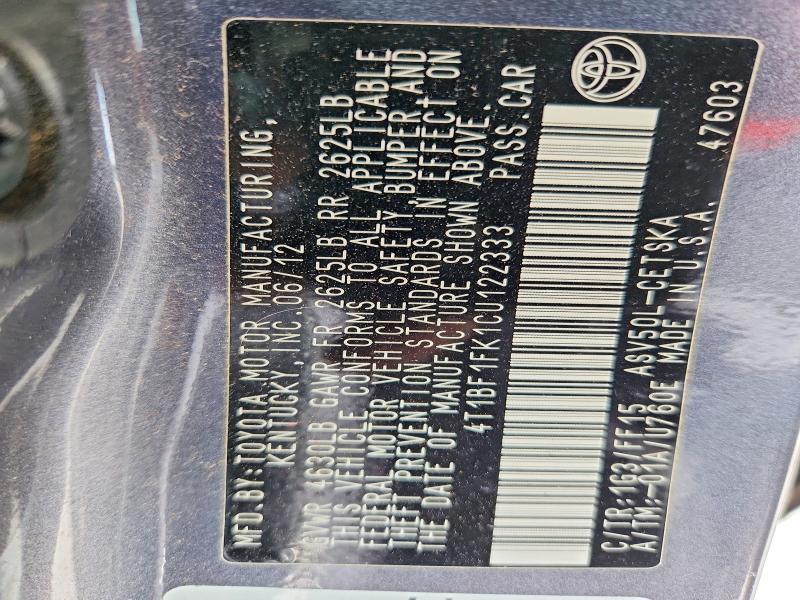 MFD.BY:TOYOTA MOTOR MANUFACTURING,
KENTUCKY, INC.06/12
GVWR 4630LB GAWR FR 2625LB RR 2625LB
THIS VEHICLE CONFORMS TO ALL APPLICABLE
FEDERAL MOTOR VEHICLE SAFETY,BUMPER,AND
THEFT PREVENTION STANDARDS IN EFFECT ON
THE DATE OF MANUFACTURE SHOWN ABOVE.
4T1BF1FK1CU122333 PASS.CAR
C/TR:1G3/FF15 ASV50L-CETSKA 47603
A/TM:-01A/U760E MADE IN U.S.A.